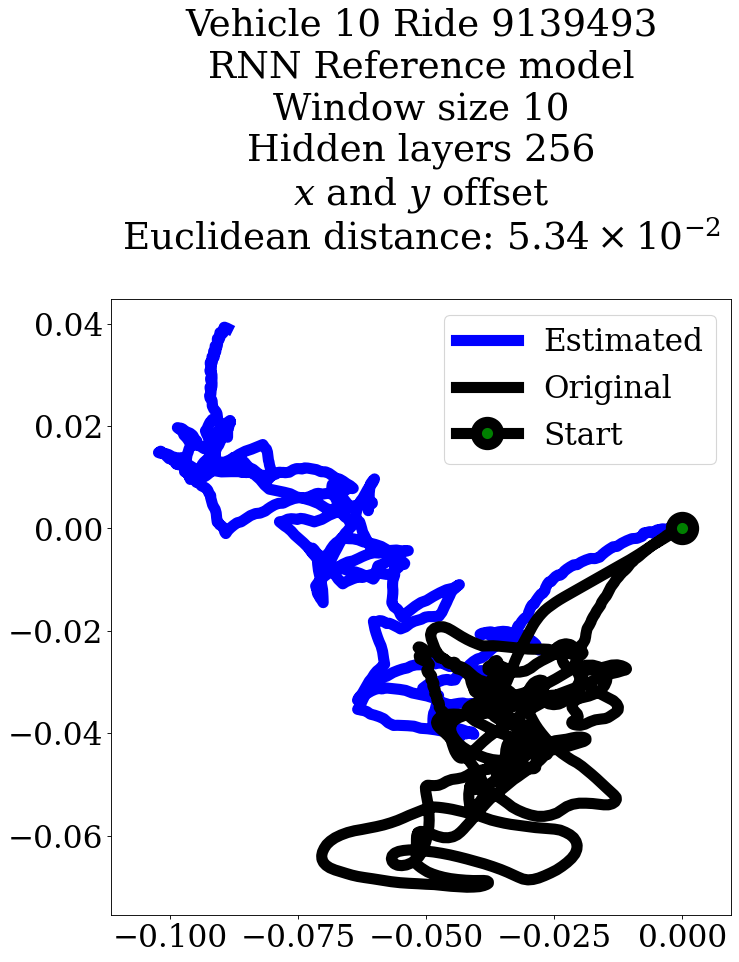 Vehicle 10 Ride 9139493
RNN Reference model
Window size 10
Hidden layers 256
x and y offset
Euclidean distance: 5.34 × 10⁻²
Estimated
Original
Start
0.04
0.02
0.00
−0.02
−0.04
−0.06
−0.100 −0.075 −0.050 −0.025 0.000